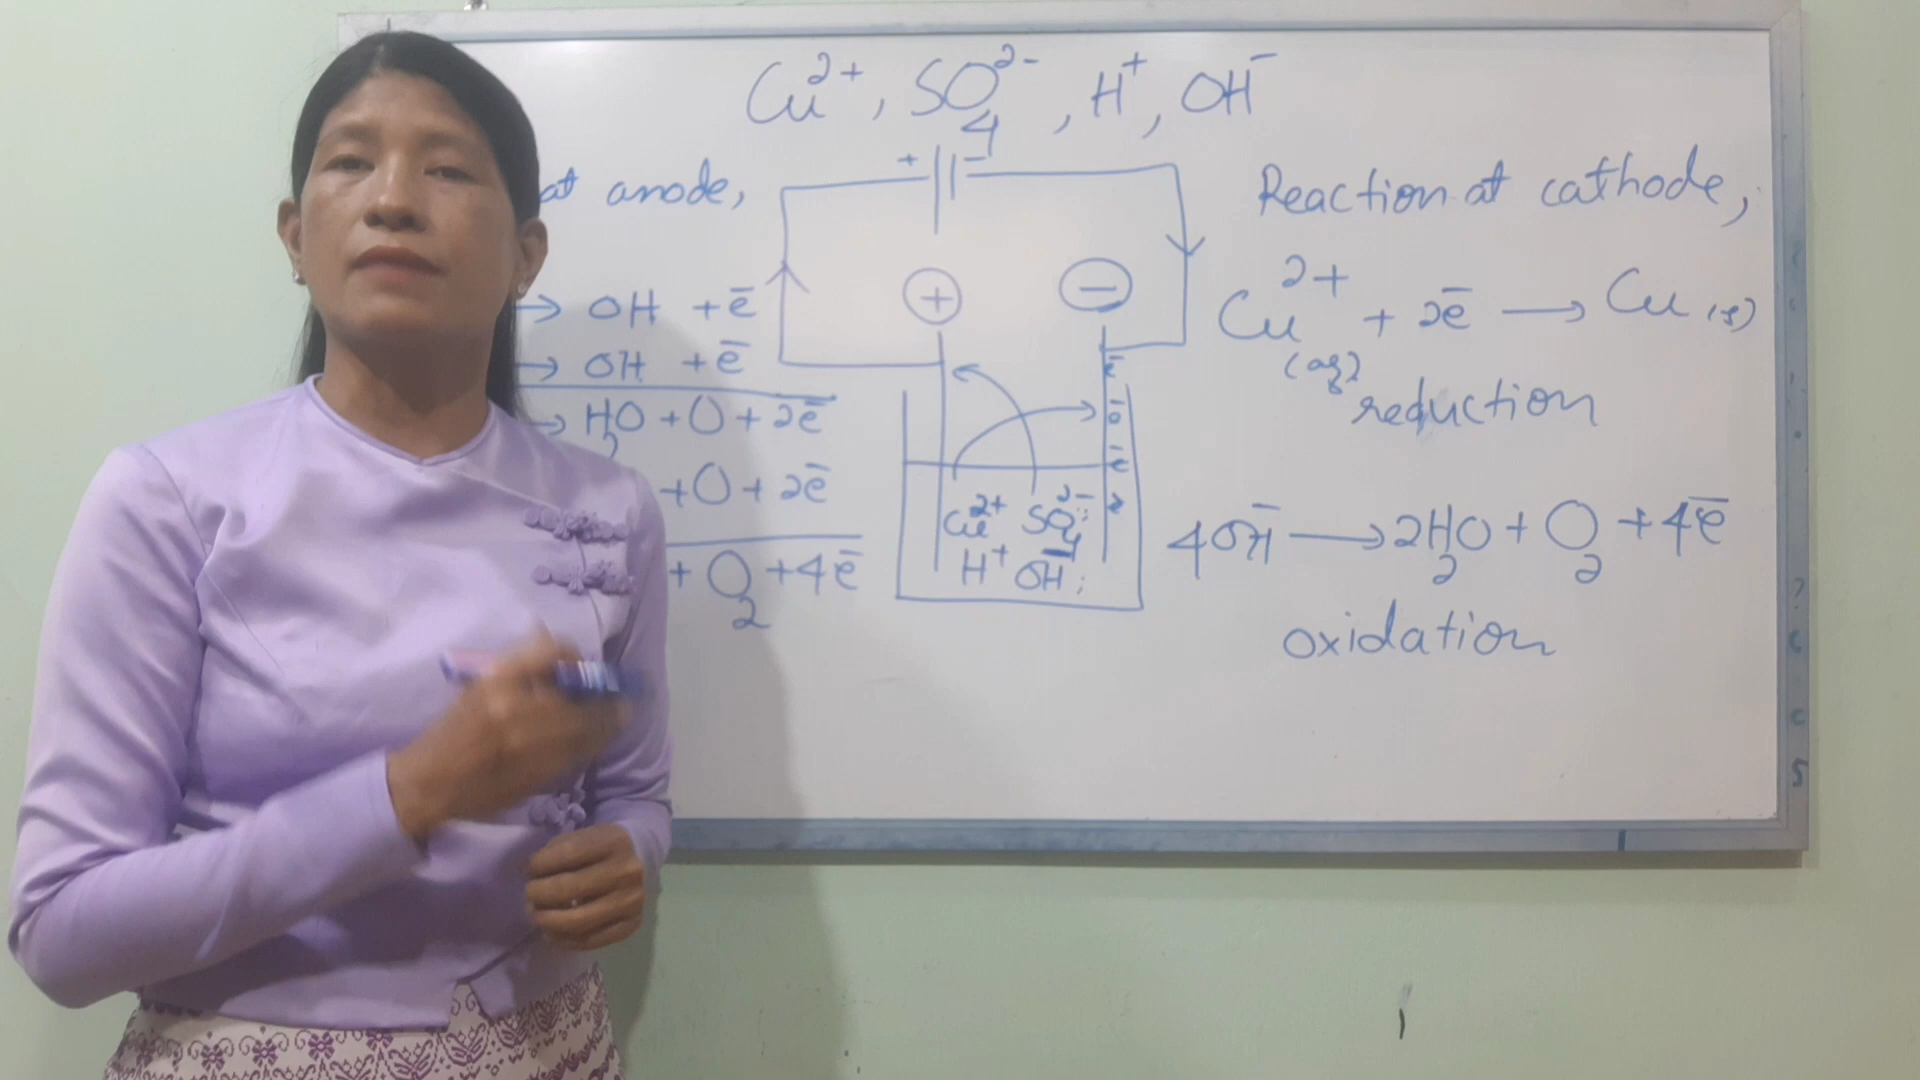 Cu²⁺, SO₄²⁻, H⁺, OH⁻
at anode,
→ OH + e⁻
→ OH + e⁻
→ H₂O + O + 2e⁻
+ O + 2e⁻
+ O₂ + 4e⁻
+ −
+ −
e⁻
e⁻
e⁻
Cu²⁺ SO₄²⁻
H⁺ OH⁻
Reaction at cathode,
Cu²⁺(aq) + 2e⁻ → Cu (s)
reduction
4OH⁻ → 2H₂O + O₂ + 4e⁻
oxidation